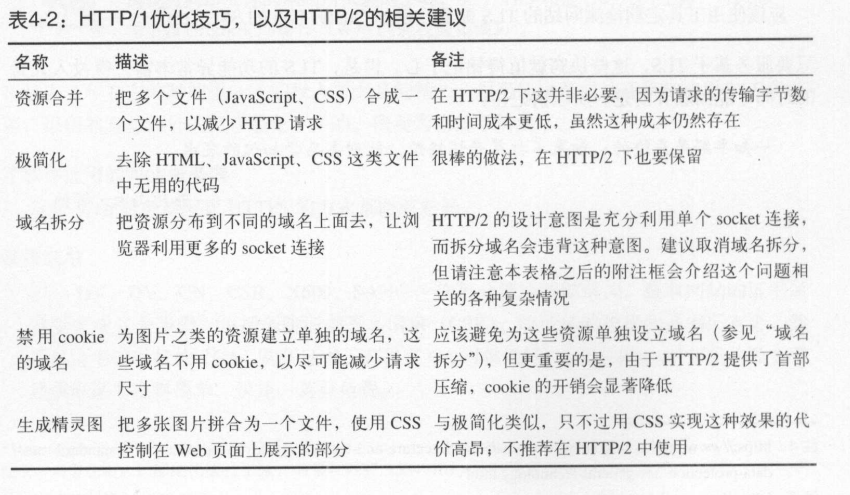 表4-2：HTTP/1优化技巧，以及HTTP/2的相关建议
名称 描述 备注
资源合并 把多个文件（JavaScript、CSS）合成一 在 HTTP/2 下这并非必要，因为请求的传输字节数
个文件，以减少 HTTP 请求 和时间成本更低，虽然这种成本仍然存在
极简化 去除 HTML、JavaScript、CSS 这类文件 很棒的做法，在 HTTP/2 下也要保留
中无用的代码
域名拆分 把资源分布到不同的域名上面去，让浏 HTTP/2 的设计意图是充分利用单个 socket 连接，
览器利用更多的 socket 连接 而拆分域名会违背这种意图。建议取消域名拆分，
但请注意本表格之后的附注框会介绍这个问题相
关的各种复杂情况
禁用 cookie 为图片之类的资源建立单独的域名，这 应该避免为这些资源单独设立域名（参见“域名
的域名 些域名不用 cookie，以尽可能减少请求 拆分”），但更重要的是，由于 HTTP/2 提供了首部
尺寸 压缩，cookie 的开销会显著降低
生成精灵图 把多张图片拼合为一个文件，使用 CSS 与极简化类似，只不过用 CSS 实现这种效果的代
控制在 Web 页面上展示的部分 价高昂；不推荐在 HTTP/2 中使用